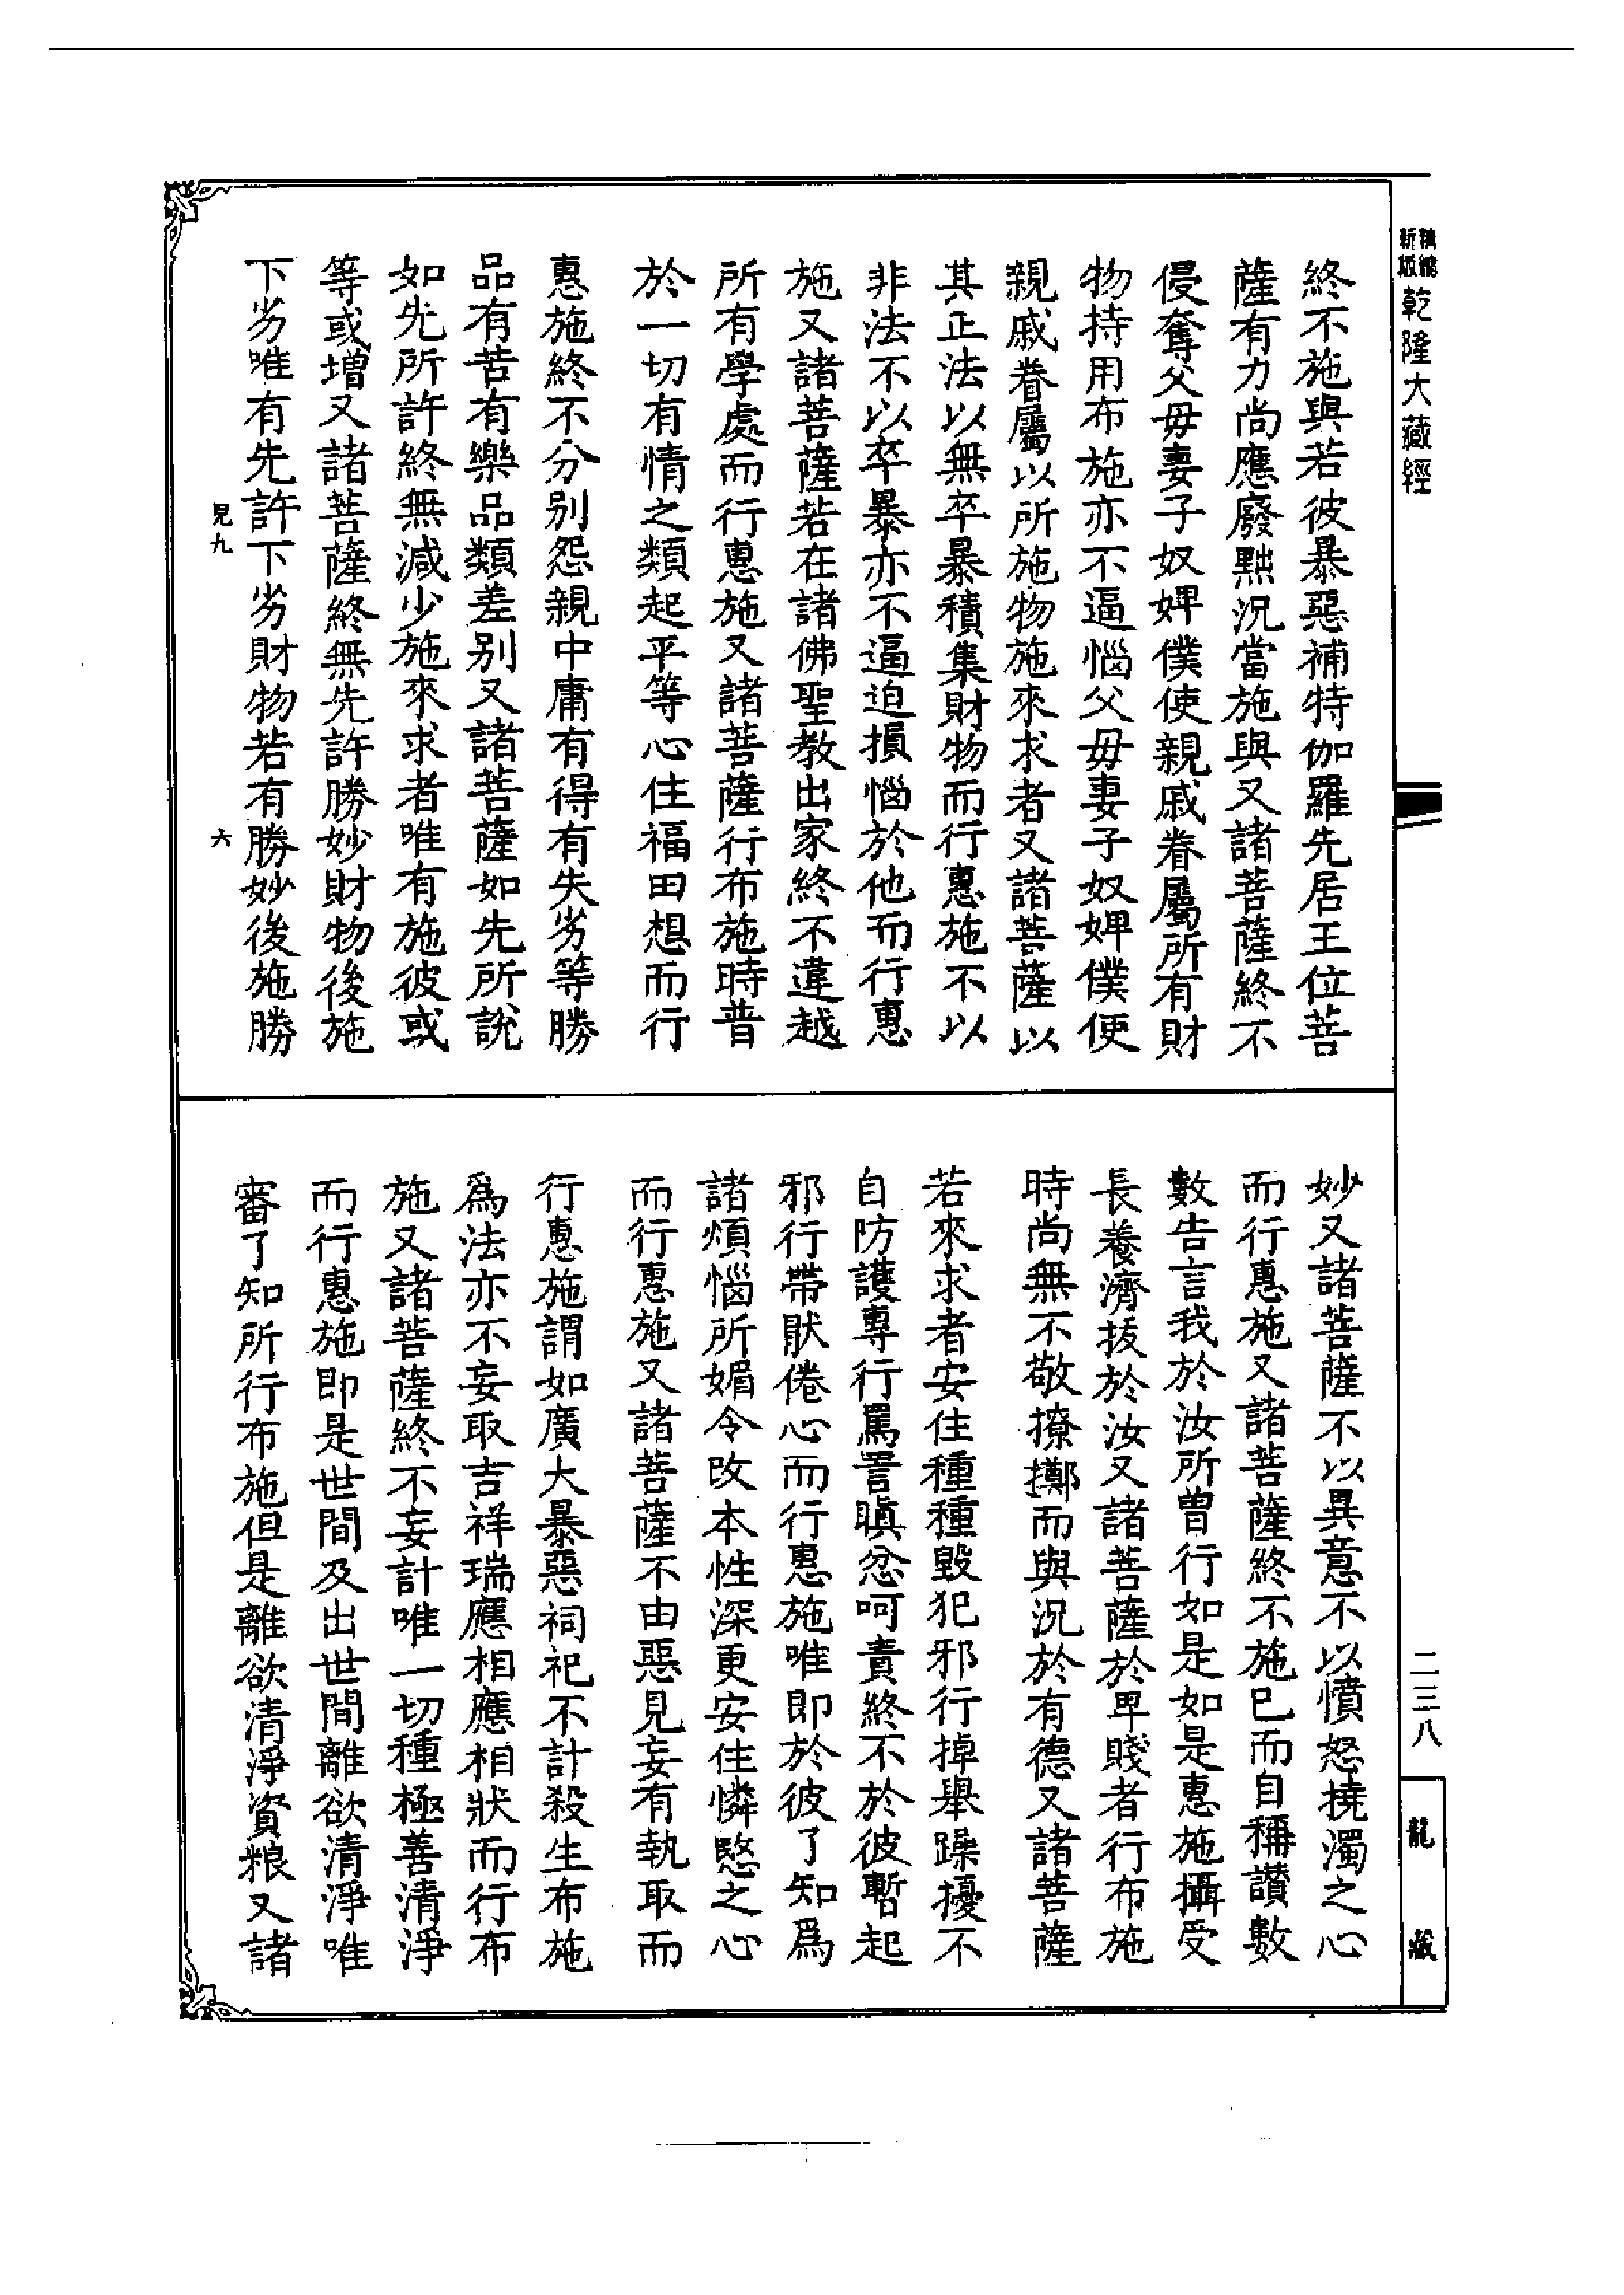 新編
新版
乾隆大藏經
終不施與若彼暴惡補特伽羅先居王位菩
薩有力尚應廢黜況當施與又諸菩薩終不
侵奪父毋妻子奴婢僕使親戚眷屬所有財
物持用布施亦不逼惱父毋妻子奴婢僕使
親戚眷屬以所施物施來求者又諸菩薩以
其正法以無卒暴積集財物而行惠施不以
非法不以卒暴亦不逼迫損惱於他而行惠
施又諸菩薩若在諸佛聖教出家終不違越
所有學處而行惠施又諸菩薩行布施時普
於一切有情之類起平等心住福田想而行
惠施終不分別怨親中庸有得有失劣等勝
品有苦有樂品類差別又諸菩薩如先所說
如先所許終無減少施來求者唯有施彼或
等或增又諸菩薩終無先許勝妙財物後施
下劣唯有先許下劣財物若有勝妙後施勝
見九
六
妙又諸菩薩不以異意不以憤怒撓濁之心
而行惠施又諸菩薩終不施已而自稱讚數
數告言我於汝所曾行如是如是惠施攝受
長養濟拔於汝又諸菩薩於卑賤者行布施
時尚無不敬撩擲而與況於有德又諸菩薩
若來求者安住種種毀犯邪行掉舉躁擾不
自防護專行罵詈瞋忿呵責終不於彼暫起
邪行帶猒倦心而行惠施唯即於彼了知為
諸煩惱所媚令改本性深更安住憐愍之心
而行惠施又諸菩薩不由惡見妄有執取而
行惠施謂如廣大暴惡祠祀不計殺生布施
為法亦不妄取吉祥瑞應相應相狀而行布
施又諸菩薩終不妄計唯一切種極善清淨
而行惠施即是世間及出世間離欲清淨唯
審了知所行布施但是離欲清淨資粮又諸
二三八
龍藏